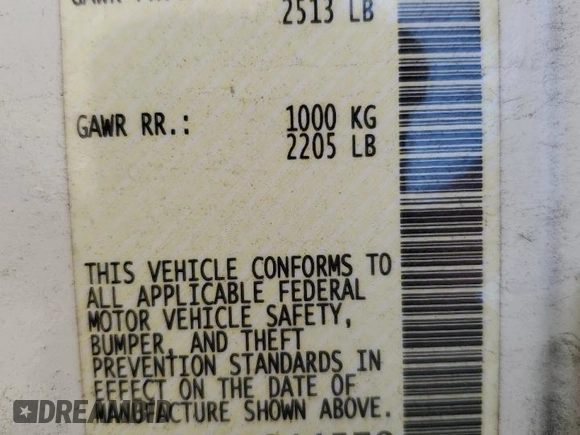 2513 LB
GAWR RR.: 1000 KG
2205 LB
THIS VEHICLE CONFORMS TO
ALL APPLICABLE FEDERAL
MOTOR VEHICLE SAFETY,
BUMPER, AND THEFT
PREVENTION STANDARDS IN
EFFECT ON THE DATE OF
MANUFACTURE SHOWN ABOVE.